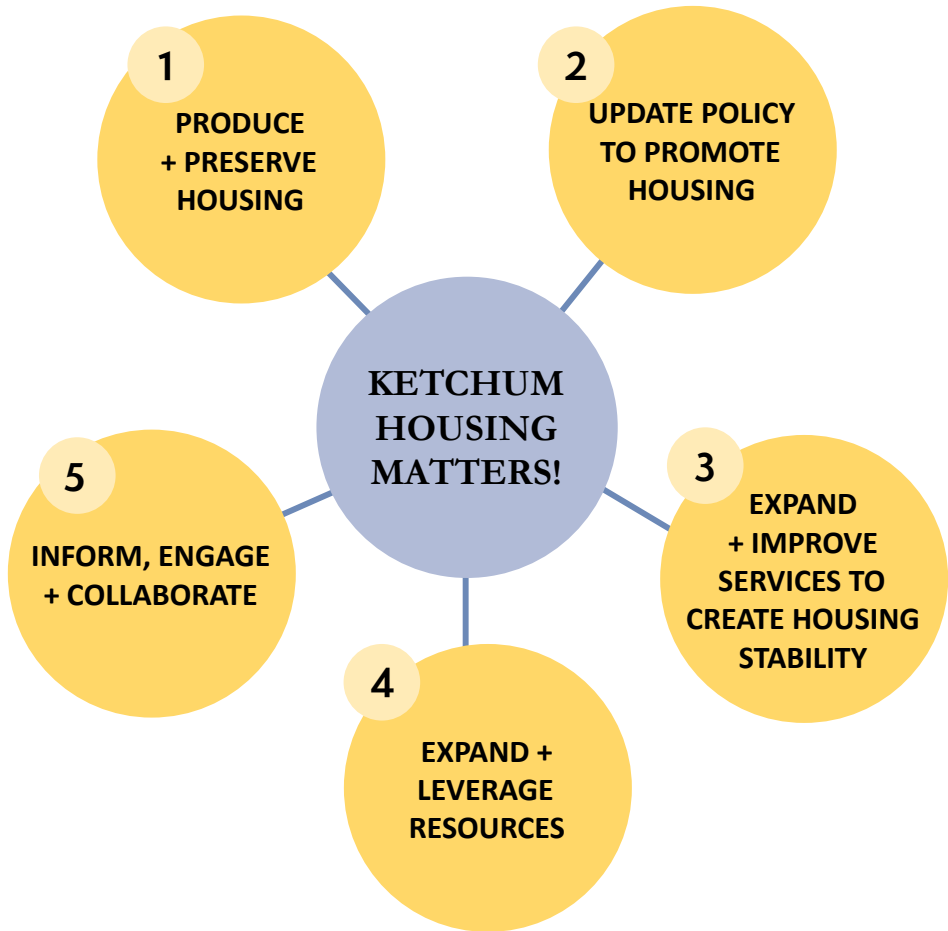 KETCHUM
HOUSING
MATTERS!
1
PRODUCE
+ PRESERVE
HOUSING
2
UPDATE POLICY
TO PROMOTE
HOUSING
3
EXPAND
+ IMPROVE
SERVICES TO
CREATE HOUSING
STABILITY
4
EXPAND +
LEVERAGE
RESOURCES
5
INFORM, ENGAGE
+ COLLABORATE